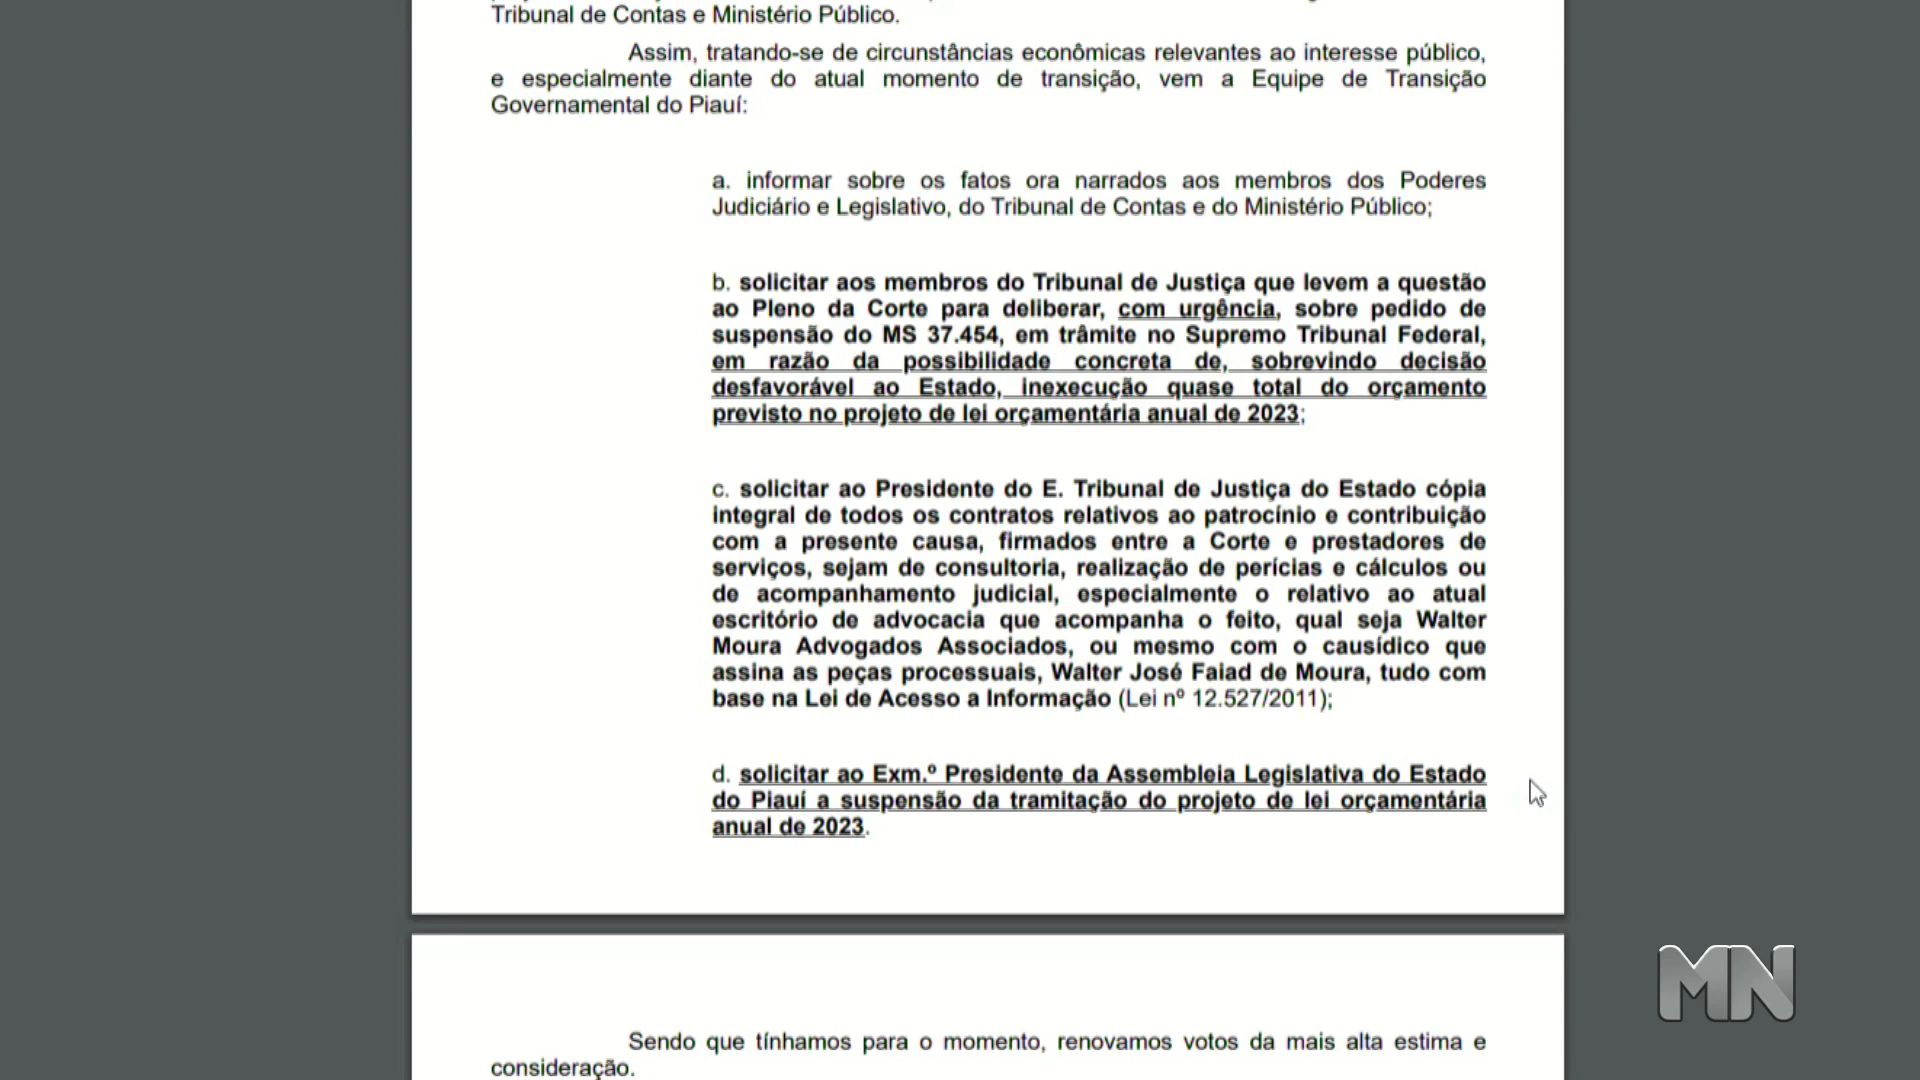 Tribunal de Contas e Ministério Público.
Assim, tratando-se de circunstâncias econômicas relevantes ao interesse público,
e especialmente diante do atual momento de transição, vem a Equipe de Transição
Governamental do Piauí:
a. informar sobre os fatos ora narrados aos membros dos Poderes
Judiciário e Legislativo, do Tribunal de Contas e do Ministério Público;
b. solicitar aos membros do Tribunal de Justiça que levem a questão
ao Pleno da Corte para deliberar, com urgência, sobre pedido de
suspensão do MS 37.454, em trâmite no Supremo Tribunal Federal,
em razão da possibilidade concreta de, sobrevindo decisão
desfavorável ao Estado, inexecução quase total do orçamento
previsto no projeto de lei orçamentária anual de 2023;
c. solicitar ao Presidente do E. Tribunal de Justiça do Estado cópia
integral de todos os contratos relativos ao patrocínio e contribuição
com a presente causa, firmados entre a Corte e prestadores de
serviços, sejam de consultoria, realização de perícias e cálculos ou
de acompanhamento judicial, especialmente o relativo ao atual
escritório de advocacia que acompanha o feito, qual seja Walter
Moura Advogados Associados, ou mesmo com o causídico que
assina as peças processuais, Walter José Faiad de Moura, tudo com
base na Lei de Acesso a Informação (Lei nº 12.527/2011);
d. solicitar ao Exm.º Presidente da Assembleia Legislativa do Estado
do Piauí a suspensão da tramitação do projeto de lei orçamentária
anual de 2023.
MN
Sendo que tínhamos para o momento, renovamos votos da mais alta estima e
consideração.